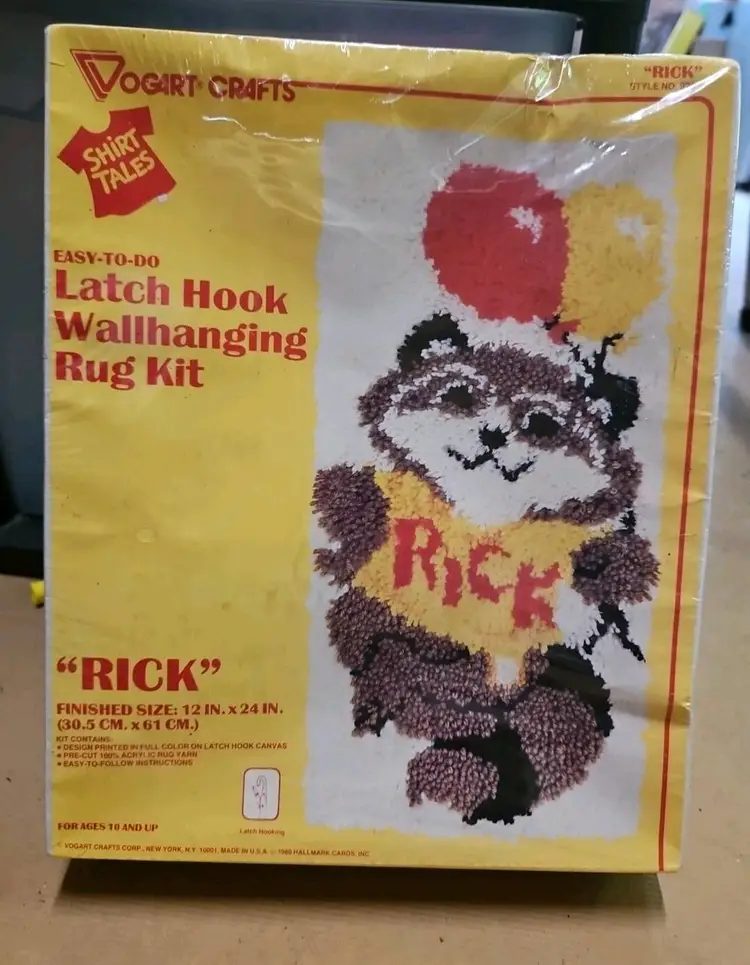 VOGART® CRAFTS
"RICK"
STYLE NO.
SHIRT
TALES
EASY-TO-DO
Latch Hook
Wallhanging
Rug Kit
RICK
"RICK"
FINISHED SIZE: 12 IN. x 24 IN.
(30.5 CM. x 61 CM.)
KIT CONTAINS:
• DESIGN PRINTED IN FULL COLOR ON LATCH HOOK CANVAS
• PRE-CUT 100% ACRYLIC RUG YARN
• EASY-TO-FOLLOW INSTRUCTIONS
Latch Hooking
FOR AGES 10 AND UP
VOGART CRAFTS CORP., NEW YORK, N.Y. 10001, MADE IN U.S.A. © 1980 HALLMARK CARDS, INC.